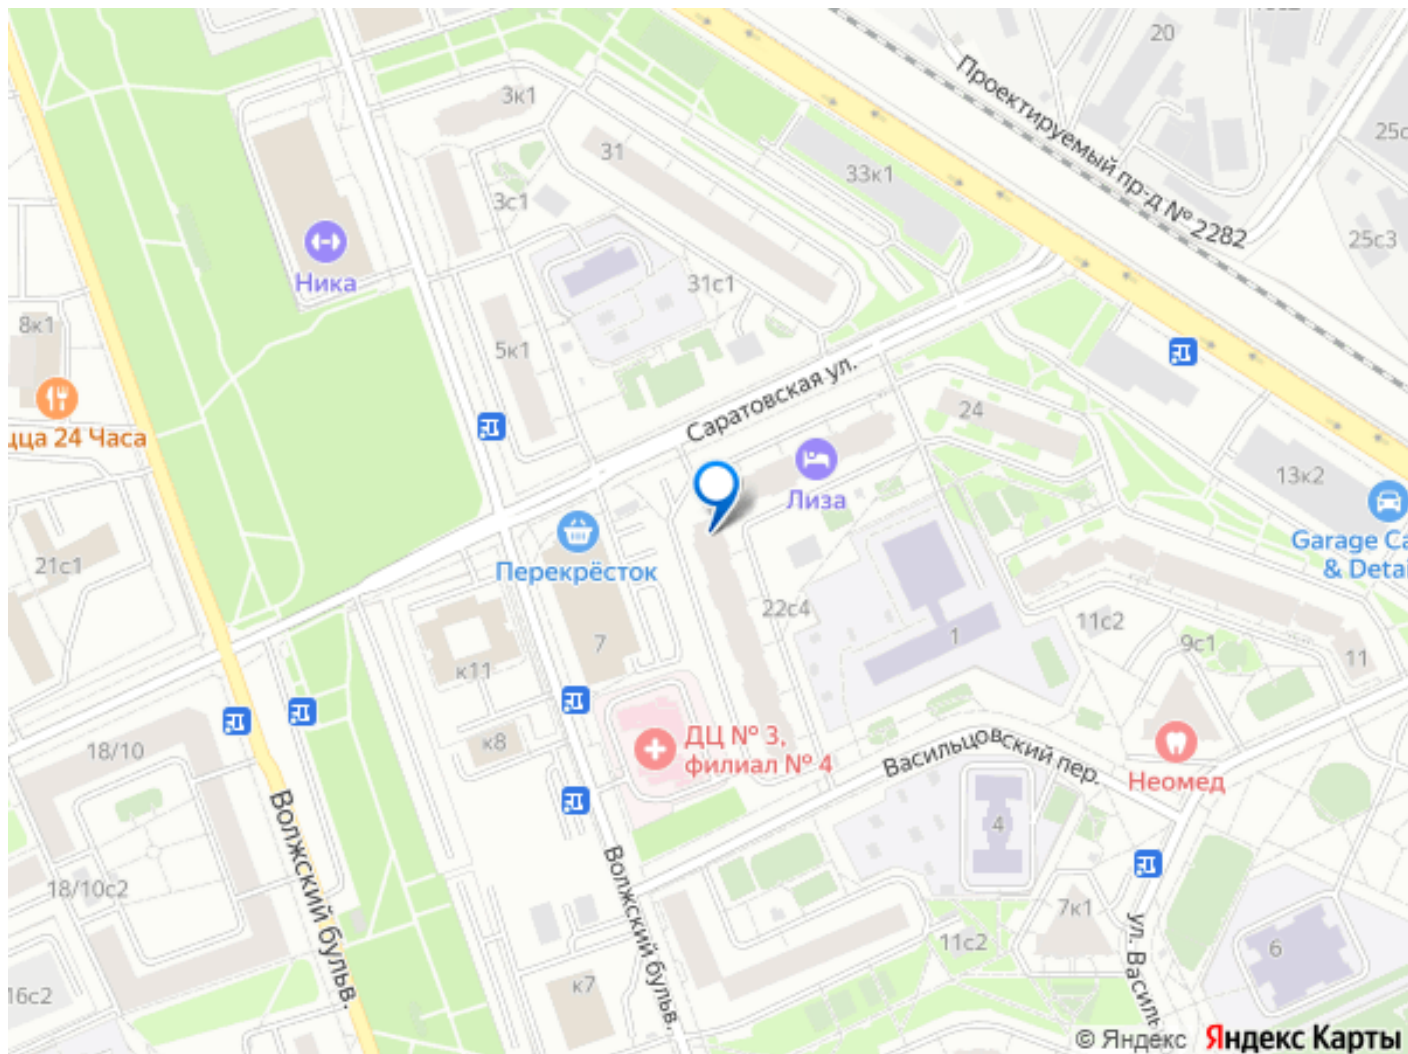 20
Проектируемый пр-д № 2282
25с3
3к1
31
33к1
3с1
Ника
31с1
8к1
5к1
Саратовская ул.
24
цца 24 Часа
Лиза
13к2
Garage Ca
& Detai
Перекрёсток
21с1
22с4
11с2
9с1
1
7
11
к11
к8
18/10
ДЦ № 3,
филиал № 4
Васильцовский пер.
Неомед
Волжский бульв.
4
18/10с2
Волжский бульв.
7к1
ул. Василь
11с2
6
16с2
к7
© Яндекс Яндекс Карты